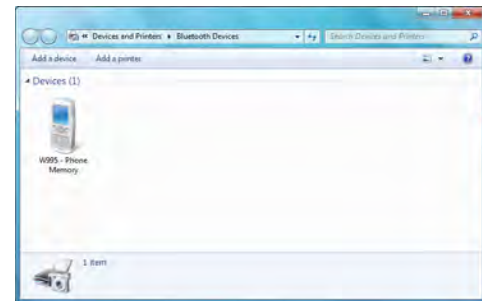 « Devices and Printers ▸ Bluetooth Devices
Search Devices and Printers
Add a device Add a printer
Devices (1)
W995 - Phone
Memory
1 item